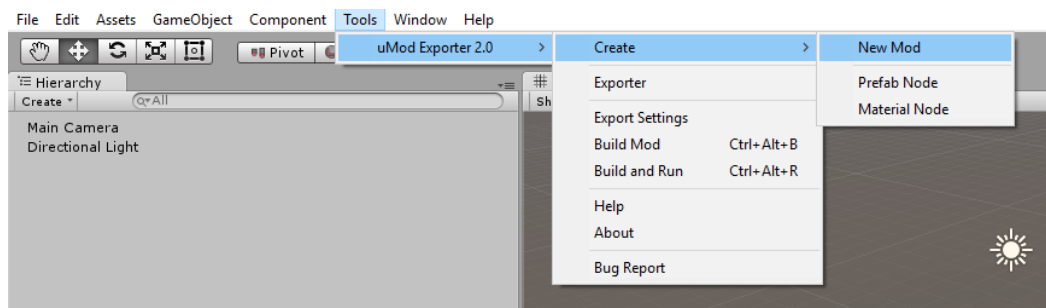 File Edit Assets GameObject Component Tools Window Help
Pivot
uMod Exporter 2.0
Create
New Mod
Hierarchy
Exporter
Prefab Node
Create
All
Sh
Export Settings
Material Node
Main Camera
Directional Light
Build Mod Ctrl+Alt+B
Build and Run Ctrl+Alt+R
Help
About
Bug Report